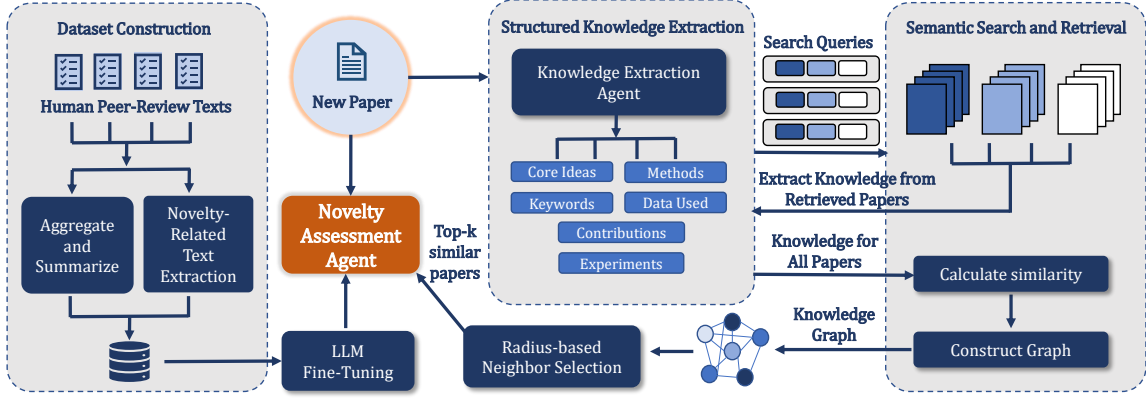 Dataset Construction
Human Peer-Review Texts
Aggregate
and
Summarize
Novelty-
Related
Text
Extraction
New Paper
Novelty
Assessment
Agent
LLM
Fine-Tuning
Top-k
similar
papers
Radius-based
Neighbor Selection
Structured Knowledge Extraction
Knowledge Extraction
Agent
Core Ideas
Methods
Keywords
Data Used
Contributions
Experiments
Search Queries
Extract Knowledge from
Retrieved Papers
Knowledge for
All Papers
Knowledge
Graph
Semantic Search and Retrieval
Calculate similarity
Construct Graph